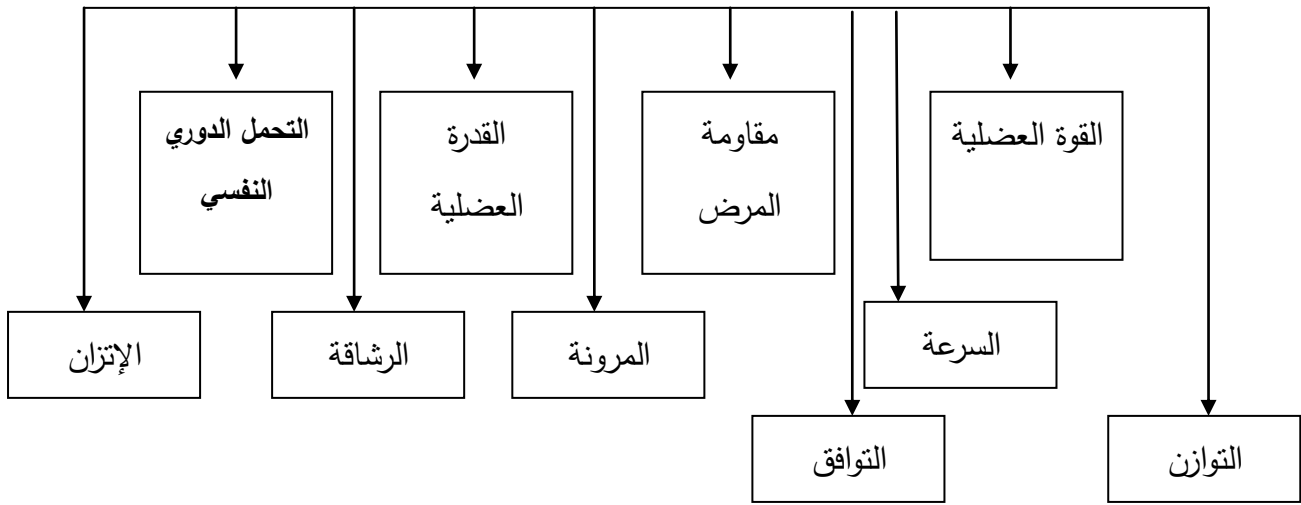 القوة العضلية
مقاومة
المرض
القدرة
العضلية
التحمل الدوري
النفسي
السرعة
المرونة
الرشاقة
الإتزان
التوازن
التوافق